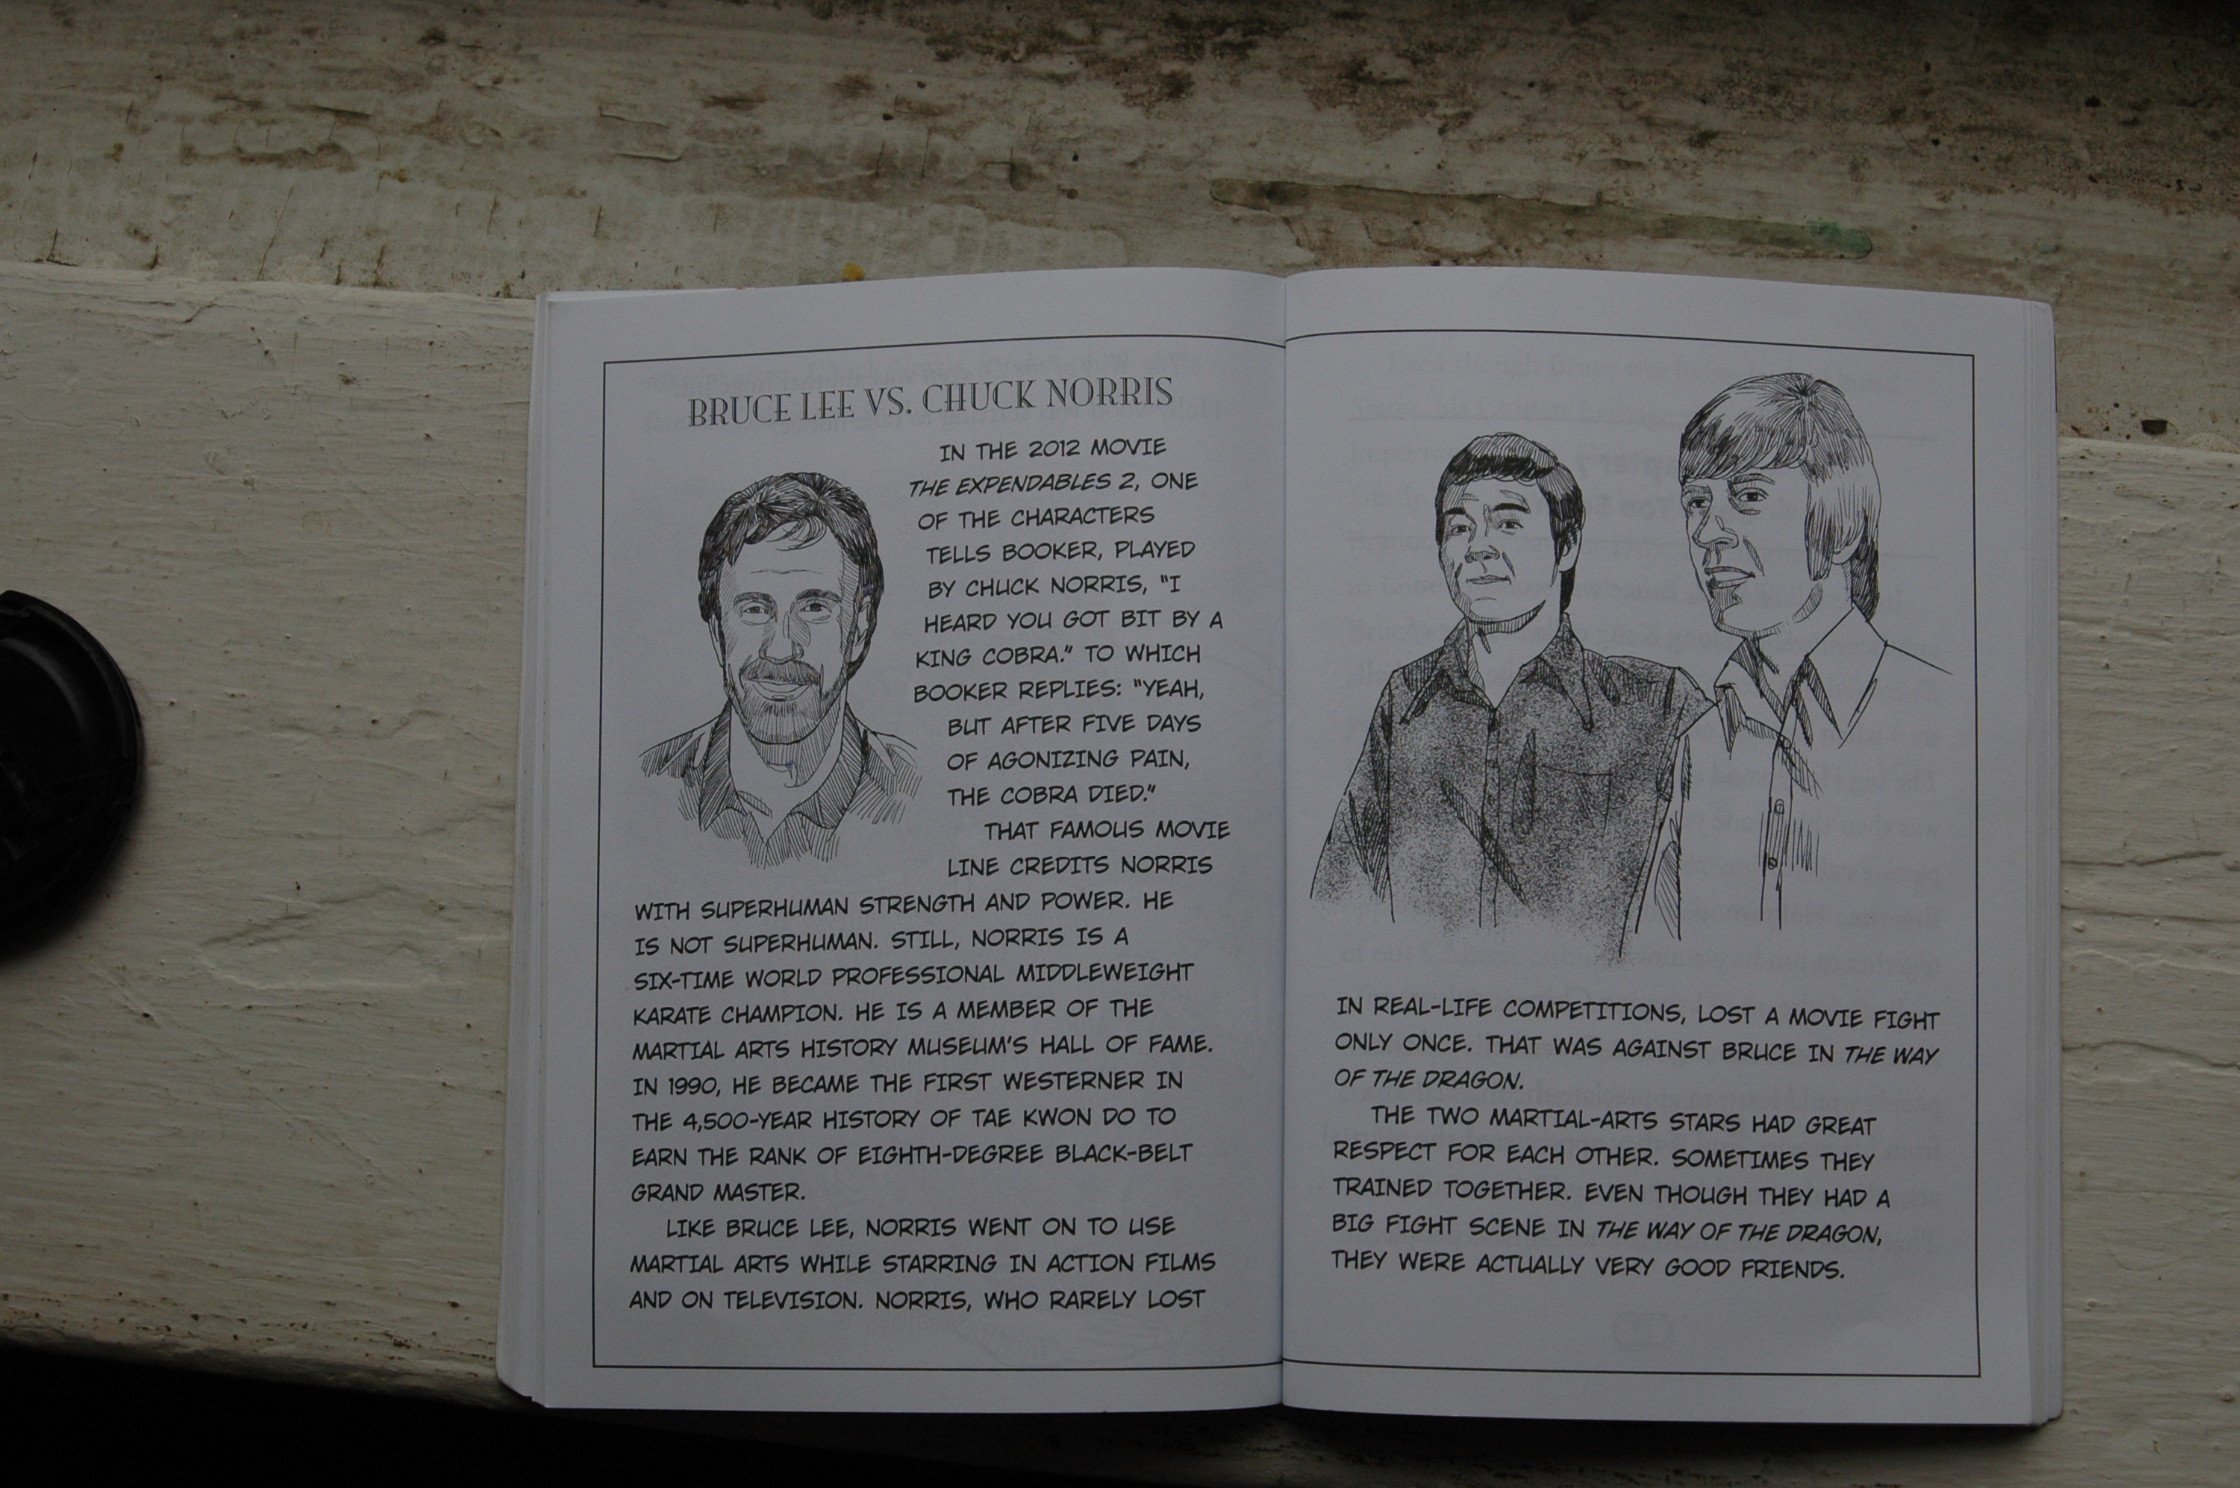 BRUCE LEE VS. CHUCK NORRIS
IN THE 2012 MOVIE
THE EXPENDABLES 2, ONE
OF THE CHARACTERS
TELLS BOOKER, PLAYED
BY CHUCK NORRIS, "I
HEARD YOU GOT BIT BY A
KING COBRA." TO WHICH
BOOKER REPLIES: "YEAH,
BUT AFTER FIVE DAYS
OF AGONIZING PAIN,
THE COBRA DIED."
THAT FAMOUS MOVIE
LINE CREDITS NORRIS
WITH SUPERHUMAN STRENGTH AND POWER. HE
IS NOT SUPERHUMAN. STILL, NORRIS IS A
SIX-TIME WORLD PROFESSIONAL MIDDLEWEIGHT
KARATE CHAMPION. HE IS A MEMBER OF THE
MARTIAL ARTS HISTORY MUSEUM'S HALL OF FAME.
IN 1990, HE BECAME THE FIRST WESTERNER IN
THE 4,500-YEAR HISTORY OF TAE KWON DO TO
EARN THE RANK OF EIGHTH-DEGREE BLACK-BELT
GRAND MASTER.
LIKE BRUCE LEE, NORRIS WENT ON TO USE
MARTIAL ARTS WHILE STARRING IN ACTION FILMS
AND ON TELEVISION. NORRIS, WHO RARELY LOST
IN REAL-LIFE COMPETITIONS, LOST A MOVIE FIGHT
ONLY ONCE. THAT WAS AGAINST BRUCE IN THE WAY
OF THE DRAGON.
THE TWO MARTIAL-ARTS STARS HAD GREAT
RESPECT FOR EACH OTHER. SOMETIMES THEY
TRAINED TOGETHER. EVEN THOUGH THEY HAD A
BIG FIGHT SCENE IN THE WAY OF THE DRAGON,
THEY WERE ACTUALLY VERY GOOD FRIENDS.